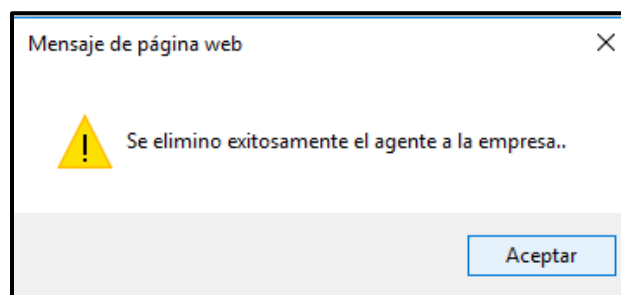 Mensaje de página web
Se elimino exitosamente el agente a la empresa..
Aceptar